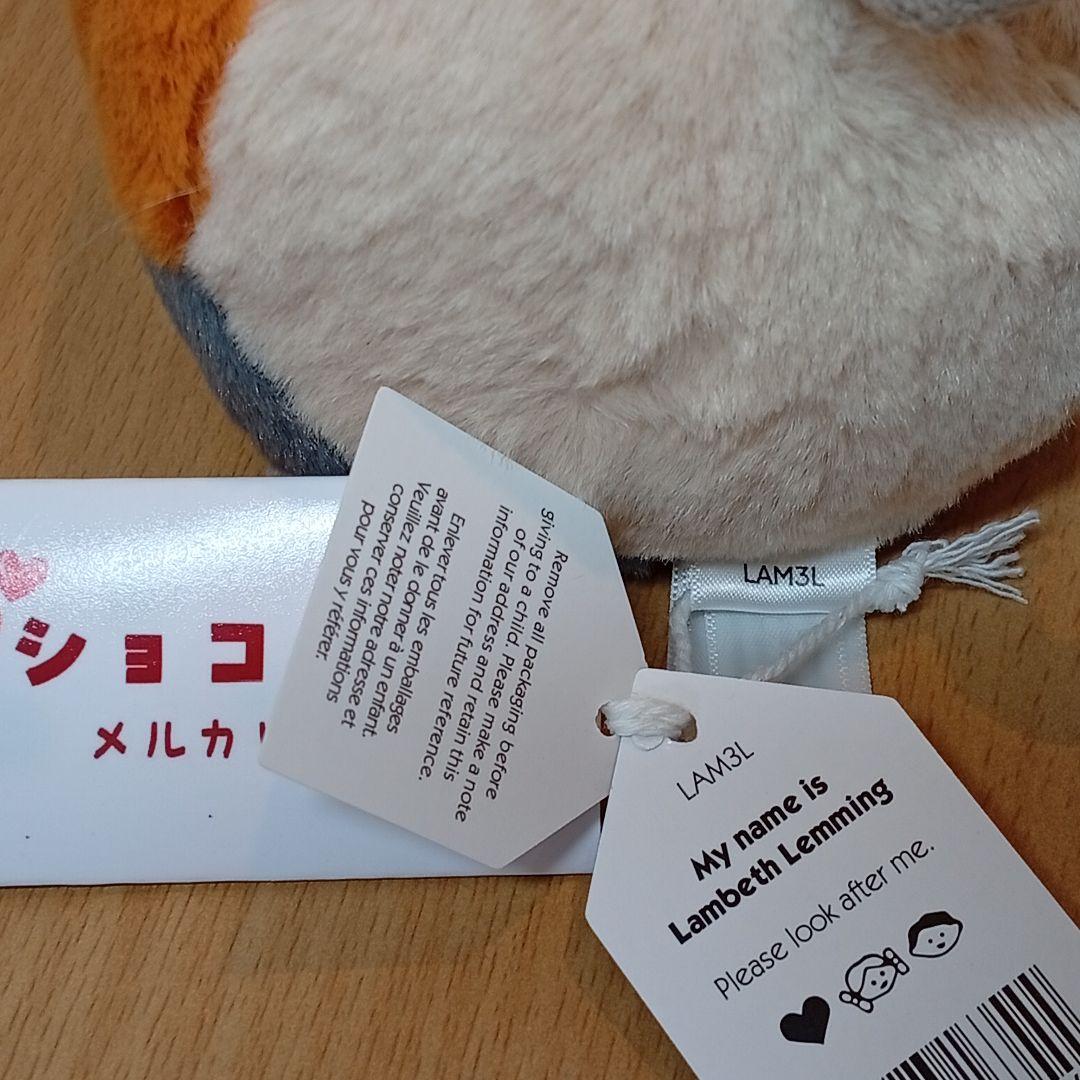 ショコ
メルカ
Remove all packaging before
giving to a child. Please make a note
of our address and retain this
information for future reference.
Enlever tous les emballages
avant de le donner à un enfant.
Veuillez noter notre adresse et
conserver ces informations
pour vous y référer.
LAM3L
LAM3L
My name is
Lambeth Lemming
Please look after me.